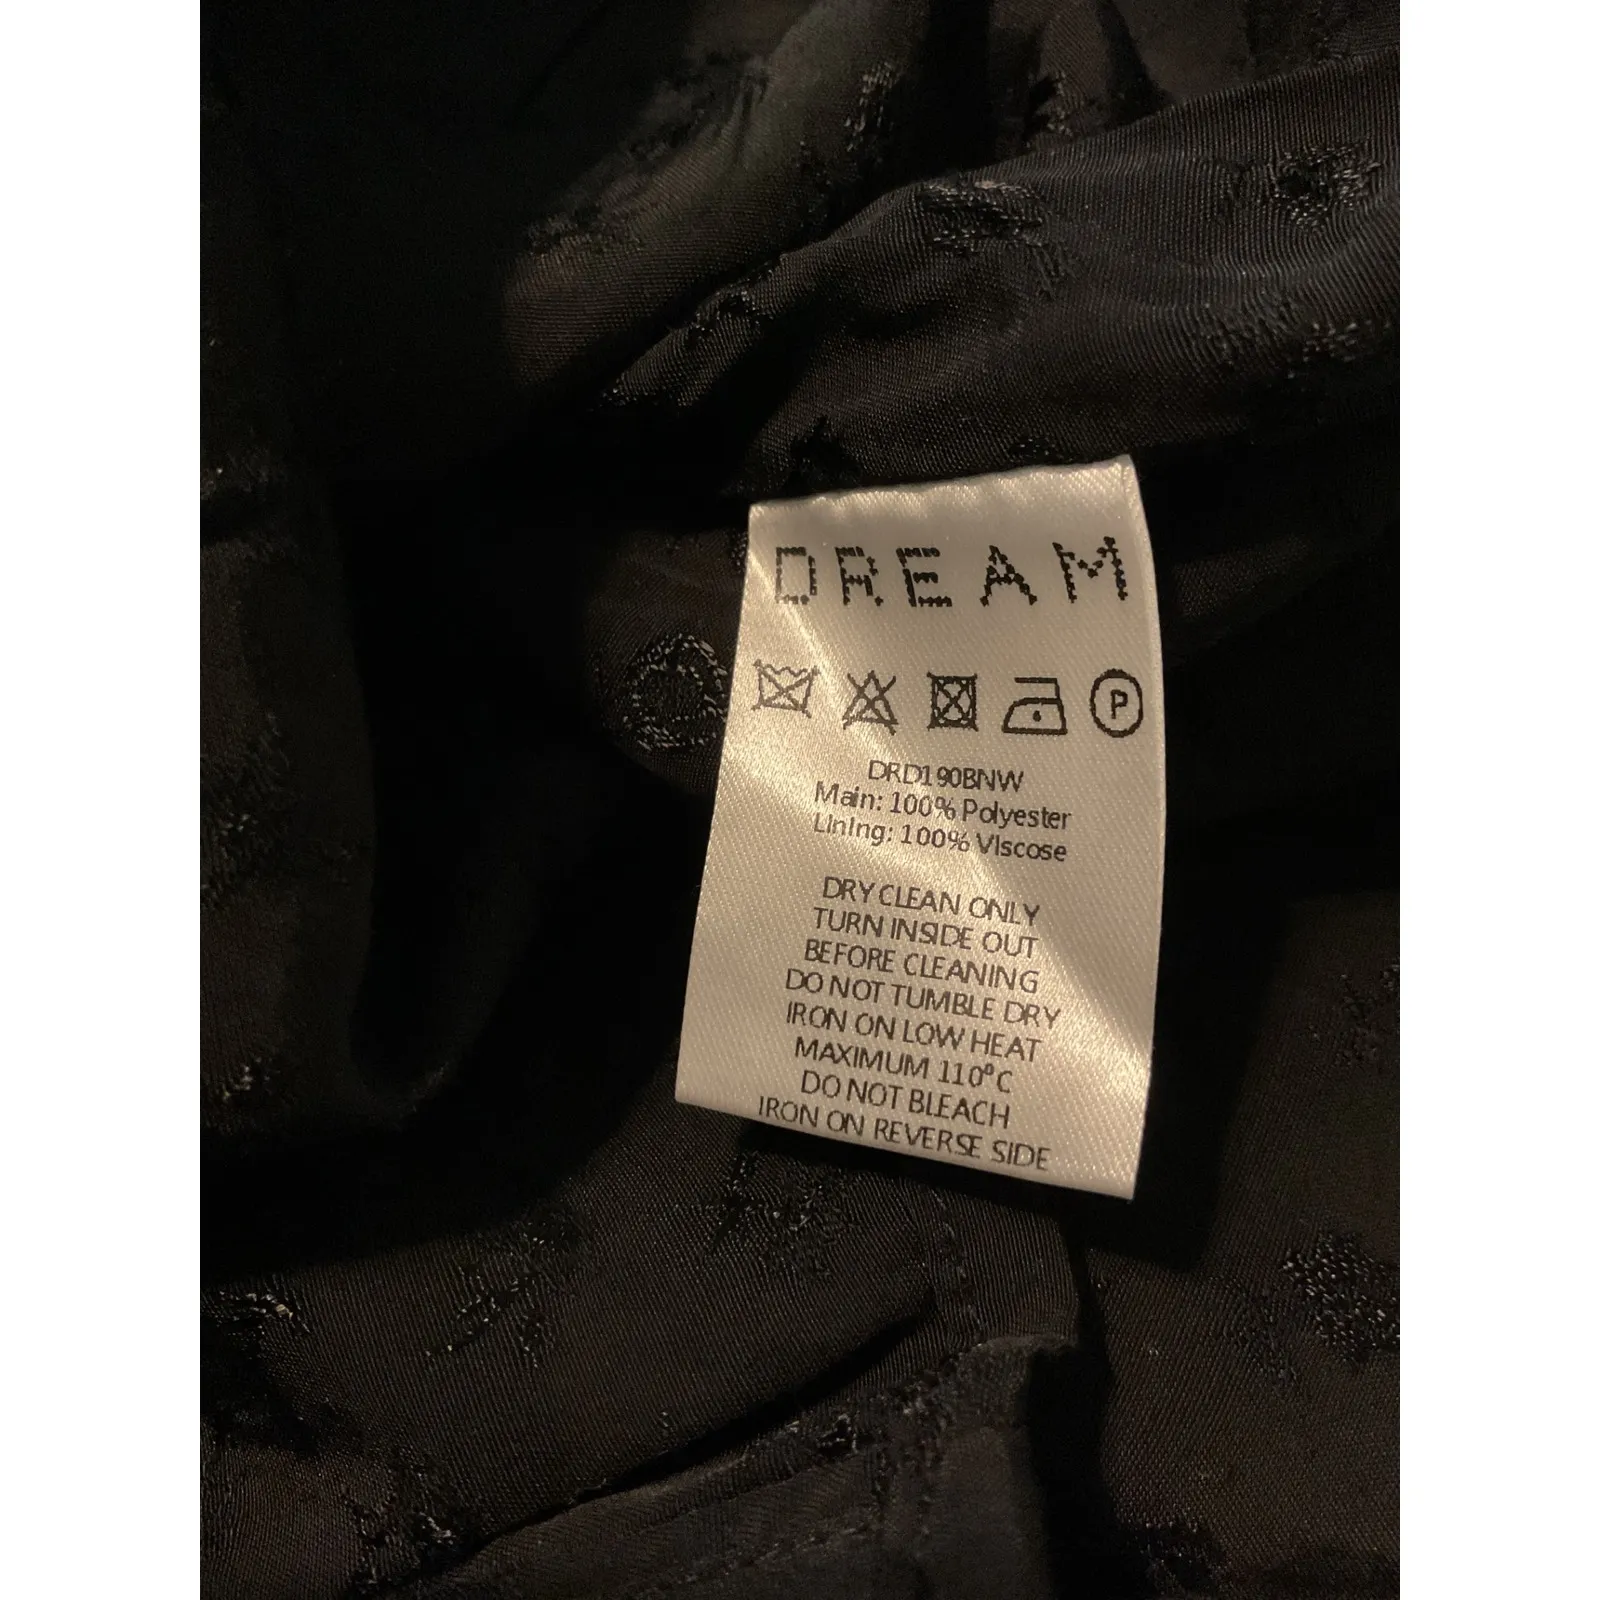 DREAM
P
DRD190BNW
Main: 100% Polyester
Lining: 100% Viscose
DRY CLEAN ONLY
TURN INSIDE OUT
BEFORE CLEANING
DO NOT TUMBLE DRY
IRON ON LOW HEAT
MAXIMUM 110°C
DO NOT BLEACH
IRON ON REVERSE SIDE